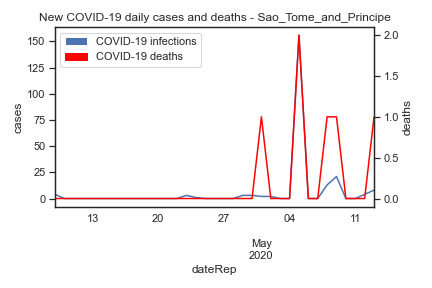 New COVID-19 daily cases and deaths - Sao_Tome_and_Principe
COVID-19 infections
COVID-19 deaths
cases
150
125
100
75
50
25
0
2.0
1.5
1.0
0.5
0.0
deaths
13
20
27
04
11
May
2020
dateRep